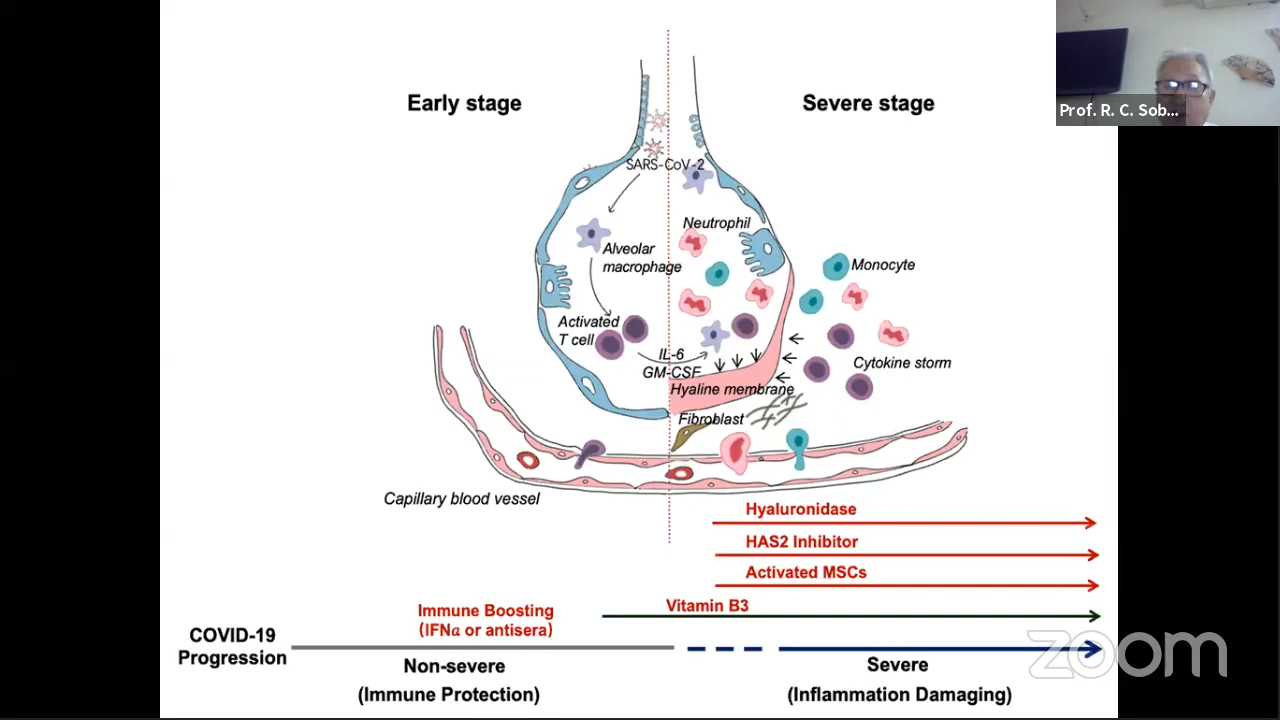 Early stage
Severe stage
Prof. R. C. Sob...
SARS-CoV-2
Neutrophil
Alveolar
macrophage
Monocyte
Activated
T cell
IL-6
GM-CSF
Cytokine storm
Hyaline membrane
Fibroblast
Capillary blood vessel
Hyaluronidase
HAS2 Inhibitor
Activated MSCs
Vitamin B3
Immune Boosting
(IFNα or antisera)
COVID-19
Progression
Non-severe
(Immune Protection)
Severe
(Inflammation Damaging)
zoom